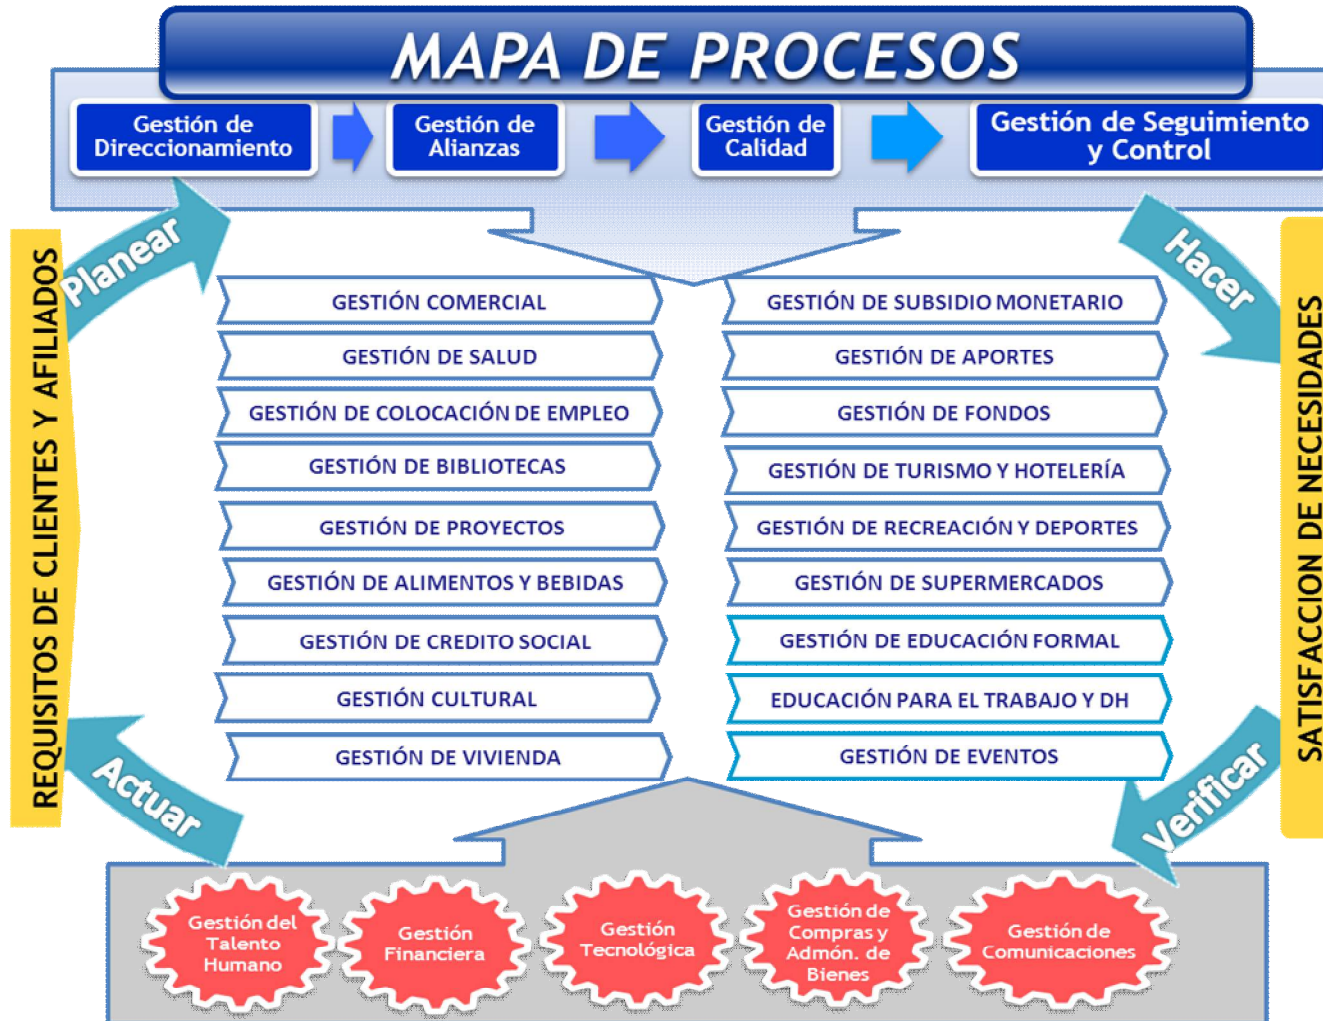 MAPA DE PROCESOS
Gestión de
Direccionamiento
Gestión de
Alianzas
Gestión de
Calidad
Gestión de Seguimiento
y Control
Planear
Hacer
REQUISITOS DE CLIENTES Y AFILIADOS
SATISFACCION DE NECESIDADES
GESTIÓN COMERCIAL
GESTIÓN DE SALUD
GESTIÓN DE COLOCACIÓN DE EMPLEO
GESTIÓN DE BIBLIOTECAS
GESTIÓN DE PROYECTOS
GESTIÓN DE ALIMENTOS Y BEBIDAS
GESTIÓN DE CREDITO SOCIAL
GESTIÓN CULTURAL
GESTIÓN DE VIVIENDA
GESTIÓN DE SUBSIDIO MONETARIO
GESTIÓN DE APORTES
GESTIÓN DE FONDOS
GESTIÓN DE TURISMO Y HOTELERÍA
GESTIÓN DE RECREACIÓN Y DEPORTES
GESTIÓN DE SUPERMERCADOS
GESTIÓN DE EDUCACIÓN FORMAL
EDUCACIÓN PARA EL TRABAJO Y DH
GESTIÓN DE EVENTOS
Actuar
Verificar
Gestión del
Talento
Humano
Gestión
Financiera
Gestión
Tecnológica
Gestión de
Compras y
Admón. de
Bienes
Gestión de
Comunicaciones